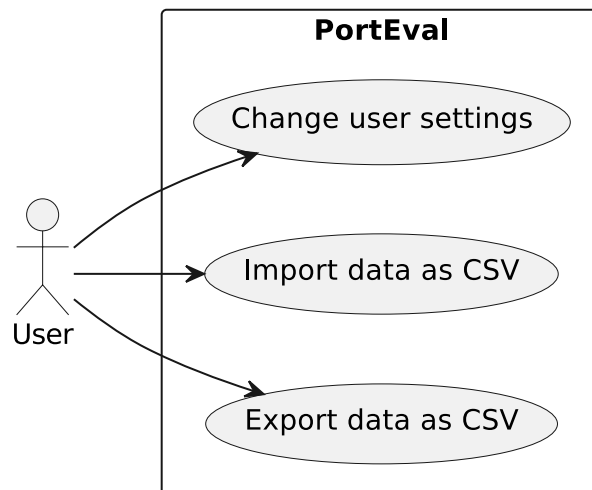 PortEval
Change user settings
Import data as CSV
User
Export data as CSV